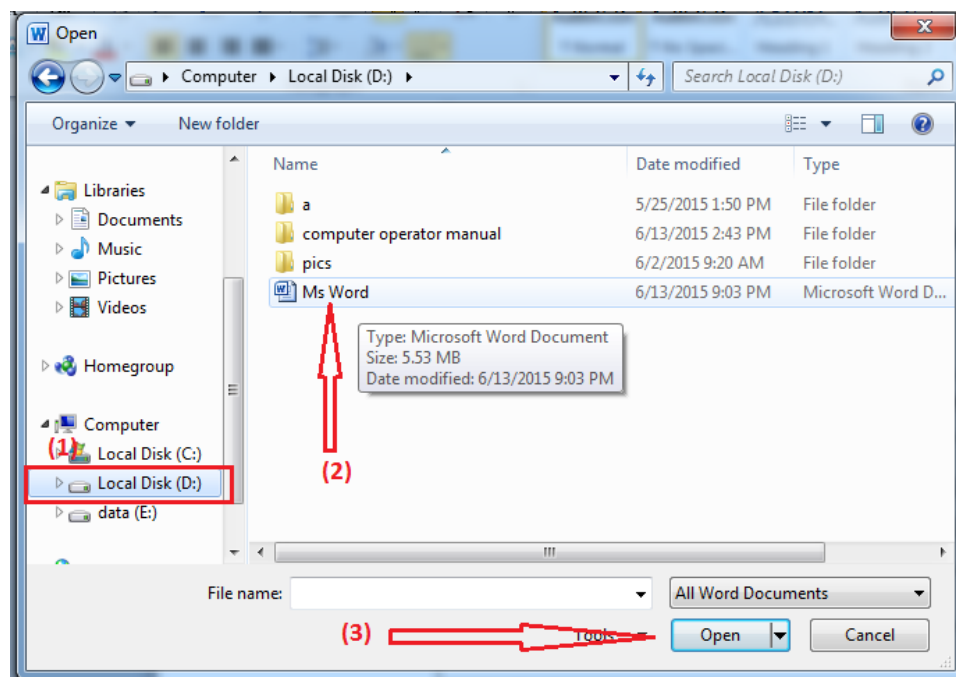 Open
Computer Local Disk (D:) Search Local Disk (D:)
Organize New folder
Name Date modified Type
Libraries
a 5/25/2015 1:50 PM File folder
Documents
computer operator manual 6/13/2015 2:43 PM File folder
Music
pics 6/2/2015 9:20 AM File folder
Pictures
Ms Word 6/13/2015 9:03 PM Microsoft Word D...
Videos
Type: Microsoft Word Document
Size: 5.53 MB
Date modified: 6/13/2015 9:03 PM
Homegroup
Computer
(1)
Local Disk (C:)
(2)
Local Disk (D:)
data (E:)
File name: All Word Documents
(3) Tools Open Cancel